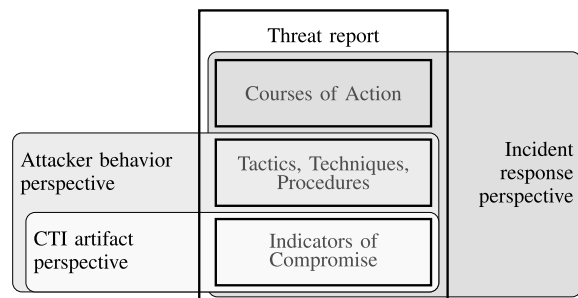 Threat report
Courses of Action
Attacker behavior
perspective
Tactics, Techniques,
Procedures
Incident
response
perspective
CTI artifact
perspective
Indicators of
Compromise